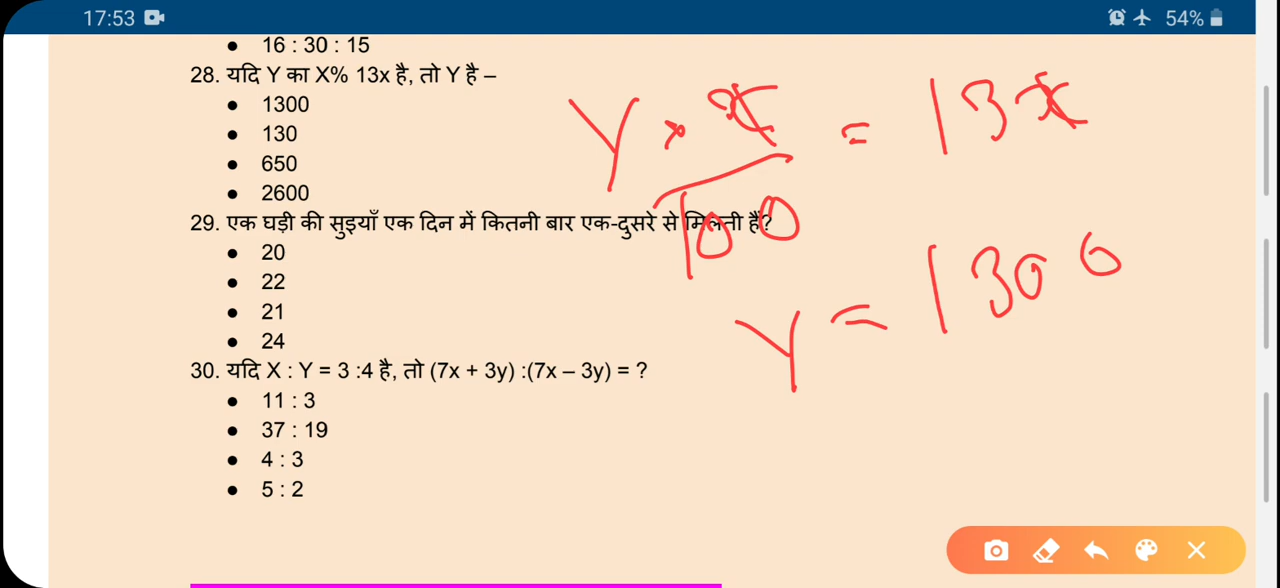 17:53 54%
16 : 30 : 15
28. यदि Y का X% 13x है, तो Y है –
1300
130
650
2600
Y × x/100 = 13x
29. एक घड़ी की सुइयाँ एक दिन में कितनी बार एक-दुसरे से मिलती हैं?
20
22
21
24
Y = 1300
30. यदि X : Y = 3 :4 है, तो (7x + 3y) :(7x – 3y) = ?
11 : 3
37 : 19
4 : 3
5 : 2